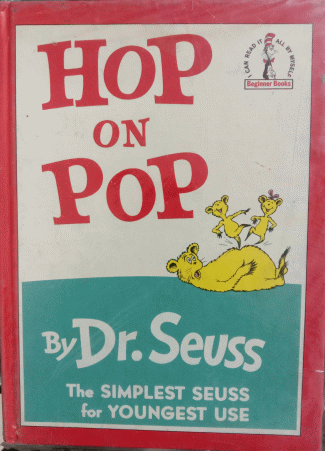 HOP
ON
POP
I CAN READ IT ALL BY MYSELF
Beginner Books
By Dr. Seuss
The SIMPLEST SEUSS
for YOUNGEST USE